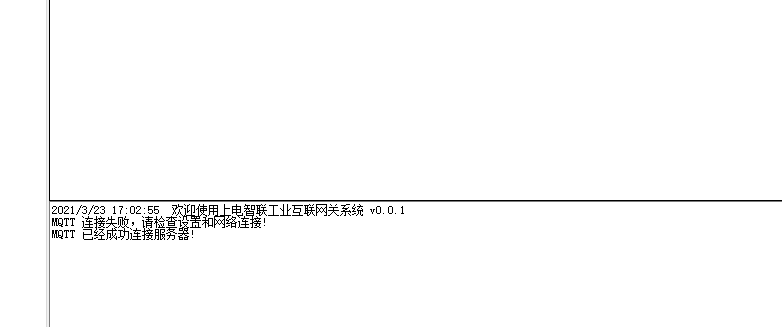 2021/3/23 17:02:55  欢迎使用上电智联工业互联网关系统 v0.0.1
MQTT 连接失败，请检查设置和网络连接!
MQTT 已经成功连接服务器!